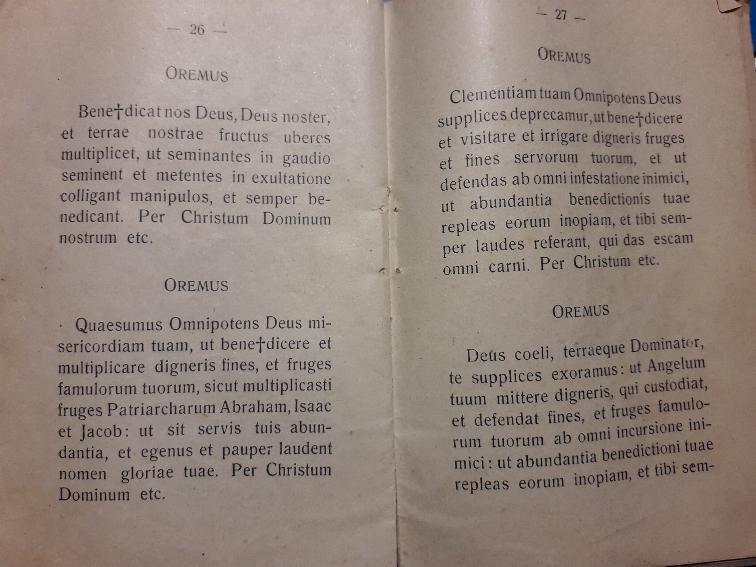 — 26 —
OREMUS
Bene†dicat nos Deus, Deus noster,
et terrae nostrae fructus uberes
multiplicet, ut seminantes in gaudio
seminent et metentes in exultatione
colligant manipulos, et semper be-
nedicant. Per Christum Dominum
nostrum etc.
OREMUS
Quaesumus Omnipotens Deus mi-
sericordiam tuam, ut bene†dicere et
multiplicare digneris fines, et fruges
famulorum tuorum, sicut multiplicasti
fruges Patriarcharum Abraham, Isaac
et Jacob: ut sit servis tuis abun-
dantia, et egenus et pauper laudent
nomen gloriae tuae. Per Christum
Dominum etc.
— 27 —
OREMUS
Clementiam tuam Omnipotens Deus
supplices deprecamur, ut bene†dicere
et visitare et irrigare digneris fruges
et fines servorum tuorum, et ut
defendas ab omni infestatione inimici,
ut abundantia benedictionis tuae
repleas eorum inopiam, et tibi sem-
per laudes referant, qui das escam
omni carni. Per Christum etc.
OREMUS
Deus coeli, terraeque Dominator,
te supplices exoramus: ut Angelum
tuum mittere digneris, qui custodiat,
et defendat fines, et fruges famulo-
rum tuorum ab omni incursione ini-
mici: ut abundantia benedictioni tuae
repleas eorum inopiam, et tibi sem-